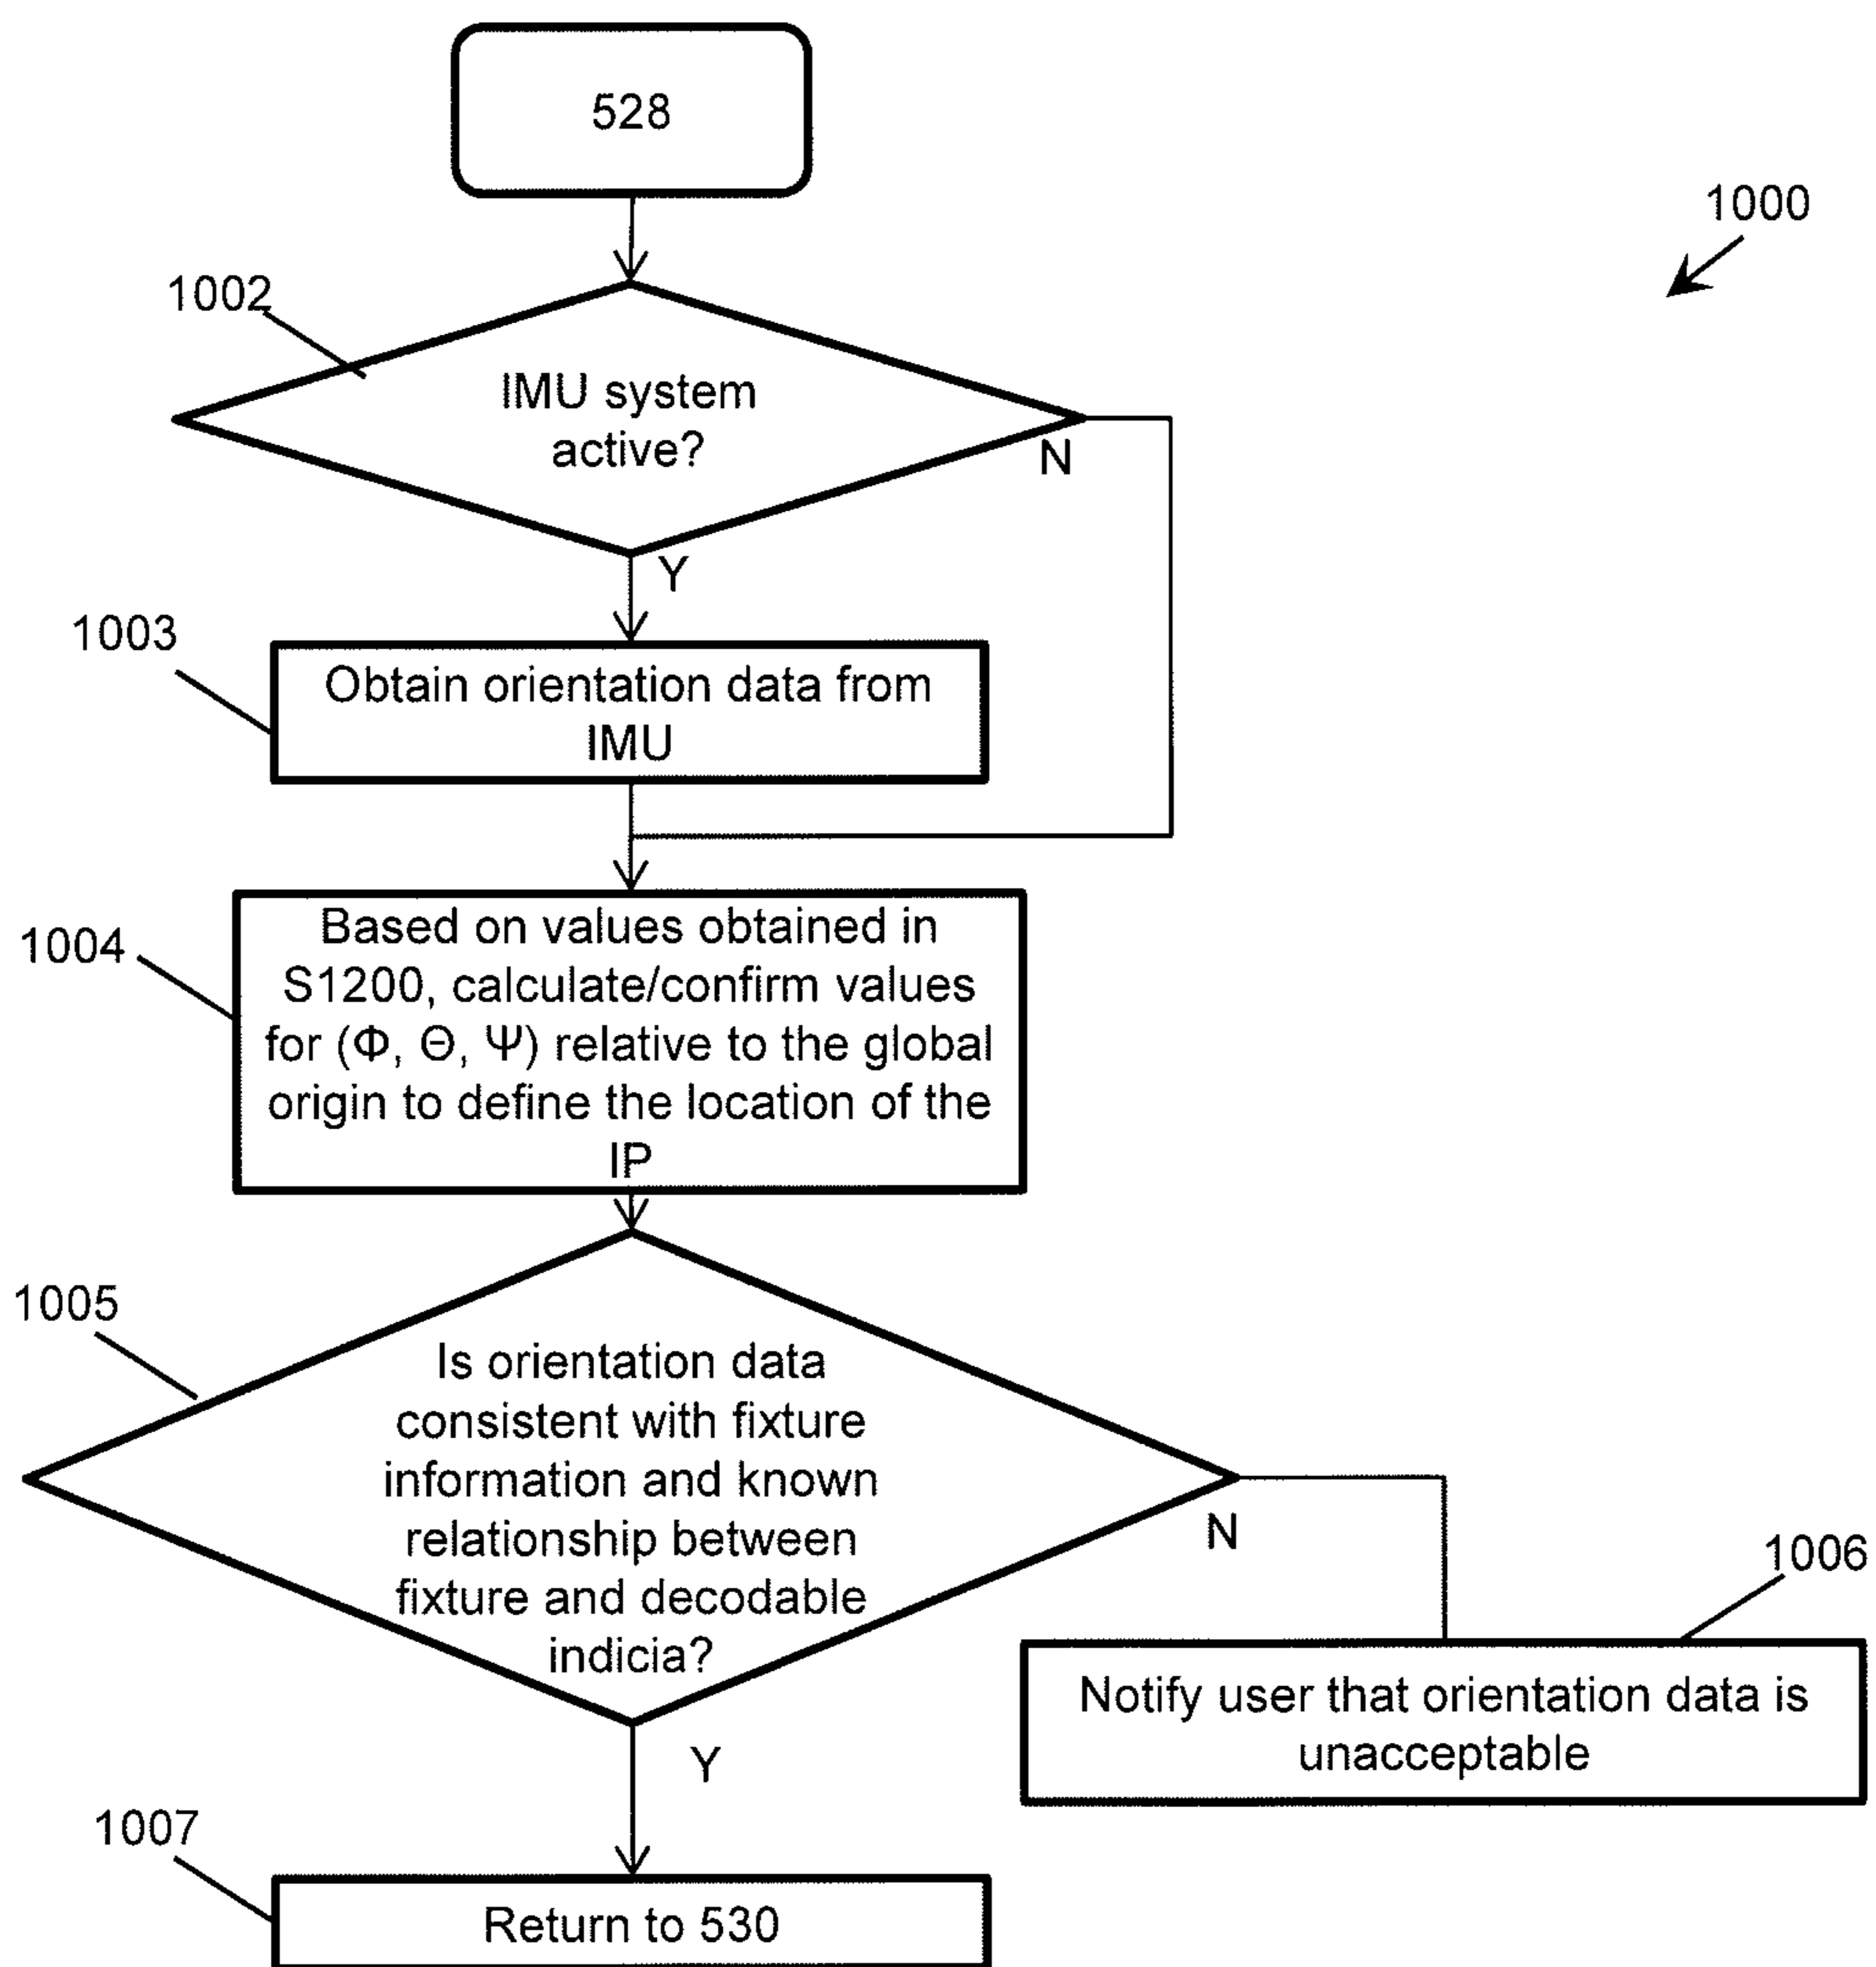 528
1000
1002
IMU system
active?
N
Y
1003
Obtain orientation data from
IMU
1004
Based on values obtained in
S1200, calculate/confirm values
for (Φ, Θ, Ψ) relative to the global
origin to define the location of the
IP
1005
Is orientation data
consistent with fixture
information and known
relationship between
fixture and decodable
indicia?
N
1006
Notify user that orientation data is
unacceptable
Y
1007
Return to 530